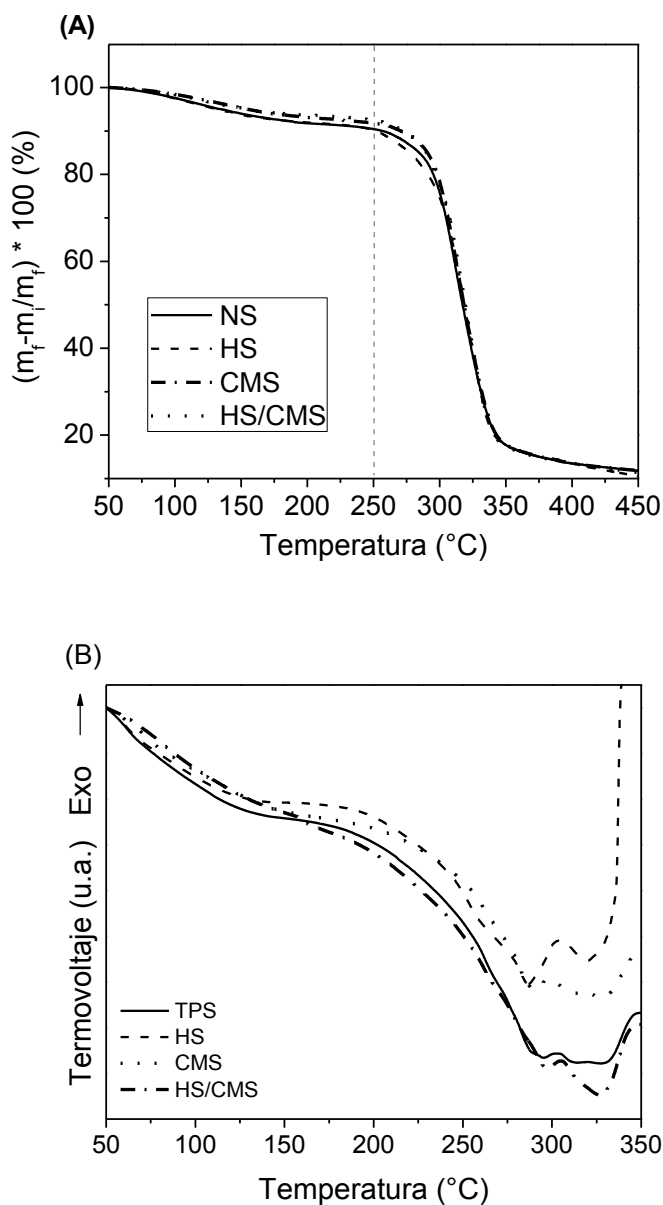 (A)
100
80
60
40
20
(m_f-m_i/m_f) * 100 (%)
NS
HS
CMS
HS/CMS
50 100 150 200 250 300 350 400 450
Temperatura (°C)
(B)
Termovoltaje (u.a.) Exo →
TPS
HS
CMS
HS/CMS
50 100 150 200 250 300 350
Temperatura (°C)